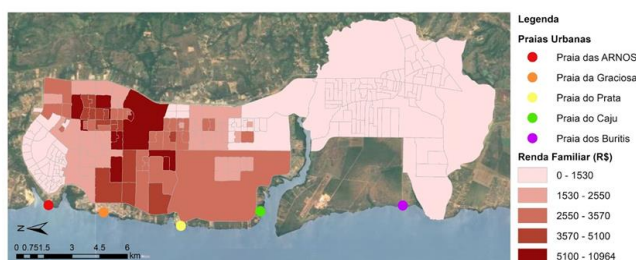 Legenda
Praias Urbanas
Praia das ARNOS
Praia da Graciosa
Praia do Prata
Praia do Caju
Praia dos Buritis
Renda Familiar (R$)
0 - 1530
1530 - 2550
2550 - 3570
3570 - 5100
5100 - 10964
N
0 0.75 1.5 3 4.5 6
km